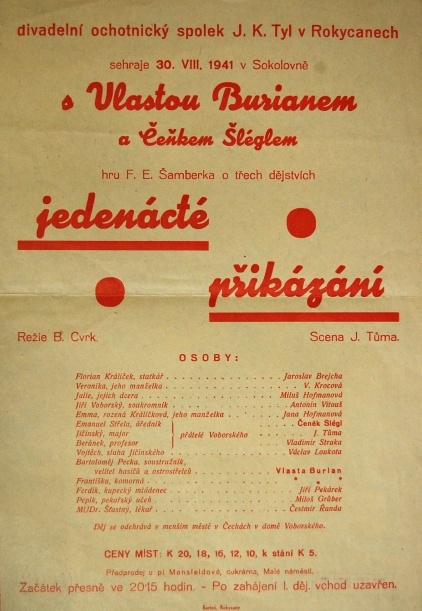 divadelní ochotnický spolek J. K. Tyl v Rokycanech
sehraje 30. VIII. 1941 v Sokolovně
s Vlastou Burianem
a Čeňkem Šléglem
hru F. E. Šamberka o třech dějstvích
jedenácté
přikázání
Režie B. Cvrk. Scena J. Tůma.
OSOBY:
Florian Králíček, statkář Jaroslav Brejcha
Veronika, jeho manželka V. Krocová
Julie, jejich dcera Miluš Hofmanová
Jiří Voborský, soukromník Antonín Vitouš
Emma, rozená Králíčková, jeho manželka Jana Hofmanová
Emanuel Střela, úředník Čeněk Šlégl
Jižinský, major přátelé Voborského J. Tůma
Beránek, profesor Vladimír Straka
Vojtěch, sluha Jižinského Václav Loukota
Bartoloměj Pecka, soustružník,
velitel hasičů a ostrostřelců Vlasta Burian
Františka, komorná * * *
Ferdik, kupecký mládenec Jiří Pekárek
Pepík, pekařský učeň Miloš Grůber
MUDr. Šťastný, lékař Čestmír Řanda
Děj se odehrává v menším městě v Čechách v domě Voborského.
CENY MÍST: K 20, 18, 16, 12, 10, k stání K 5.
Předprodej u pí Mansfeldové, cukrárna, Malé náměstí.
Začátek přesně ve 2015 hodin. - Po zahájení I. děj. vchod uzavřen.
Rokycany